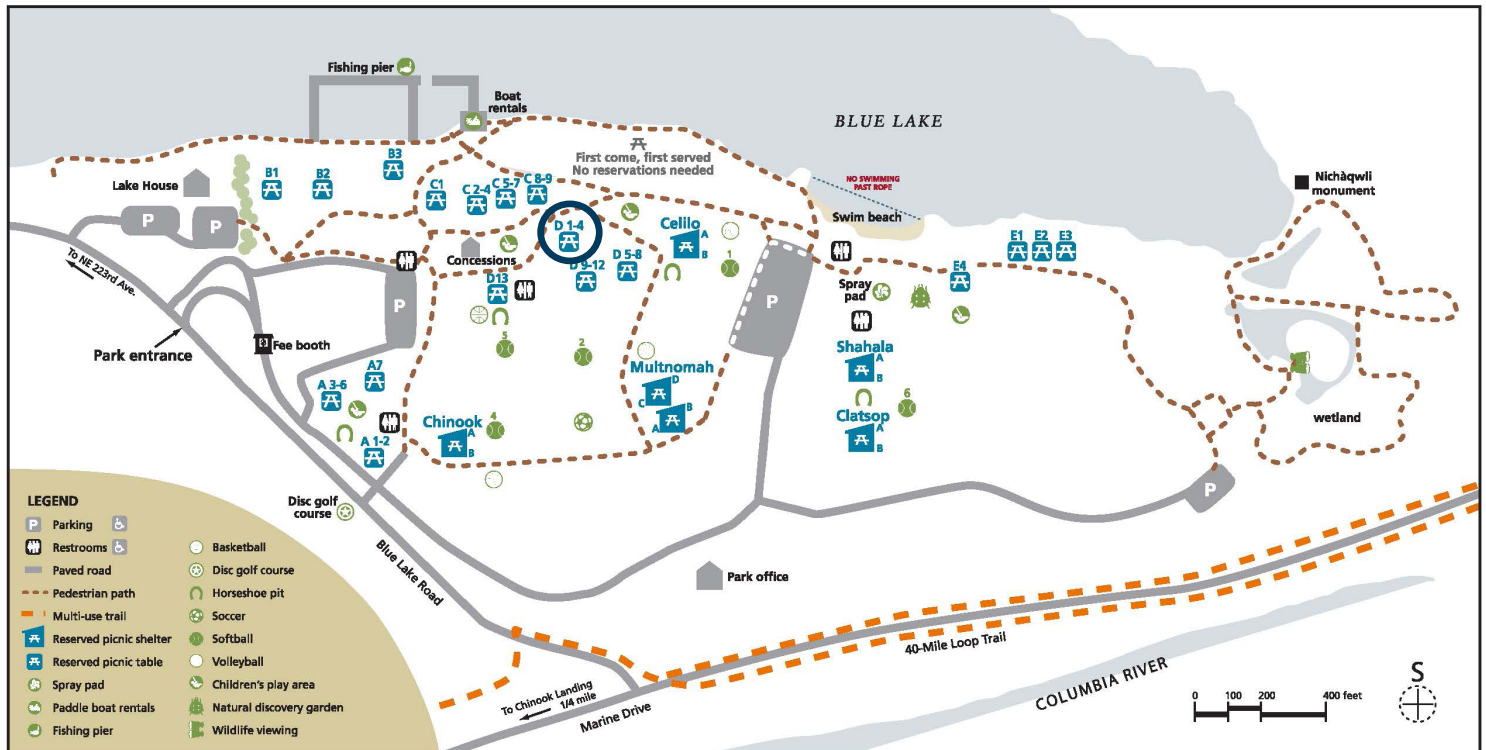 Fishing pier
Boat
rentals
BLUE LAKE
First come, first served
No reservations needed
NO SWIMMING
PAST ROPE
Nichàqwli
monument
Lake House
B1
B2
B3
C1
C 2-4
C 5-7
C 8-9
Swim beach
P
P
D 1-4
Celilo
A
B
E1
E2
E3
To NE 223rd Ave.
Concessions
D 9-12
D 5-8
1
E4
D13
Spray
pad
P
P
Park entrance
Fee booth
5
2
Shahala
A
B
A7
A 3-6
Multnomah
D
C
B
A
6
wetland
Chinook
A
B
4
Clatsop
A
B
A 1-2
P
Disc golf
course
Blue Lake Road
Park office
40-Mile Loop Trail
COLUMBIA RIVER
To Chinook Landing
1/4 mile
Marine Drive
0 100 200 400 feet
S
LEGEND
P Parking
Restrooms
Paved road
Pedestrian path
Multi-use trail
Reserved picnic shelter
Reserved picnic table
Spray pad
Paddle boat rentals
Fishing pier
Basketball
Disc golf course
Horseshoe pit
Soccer
Softball
Volleyball
Children's play area
Natural discovery garden
Wildlife viewing